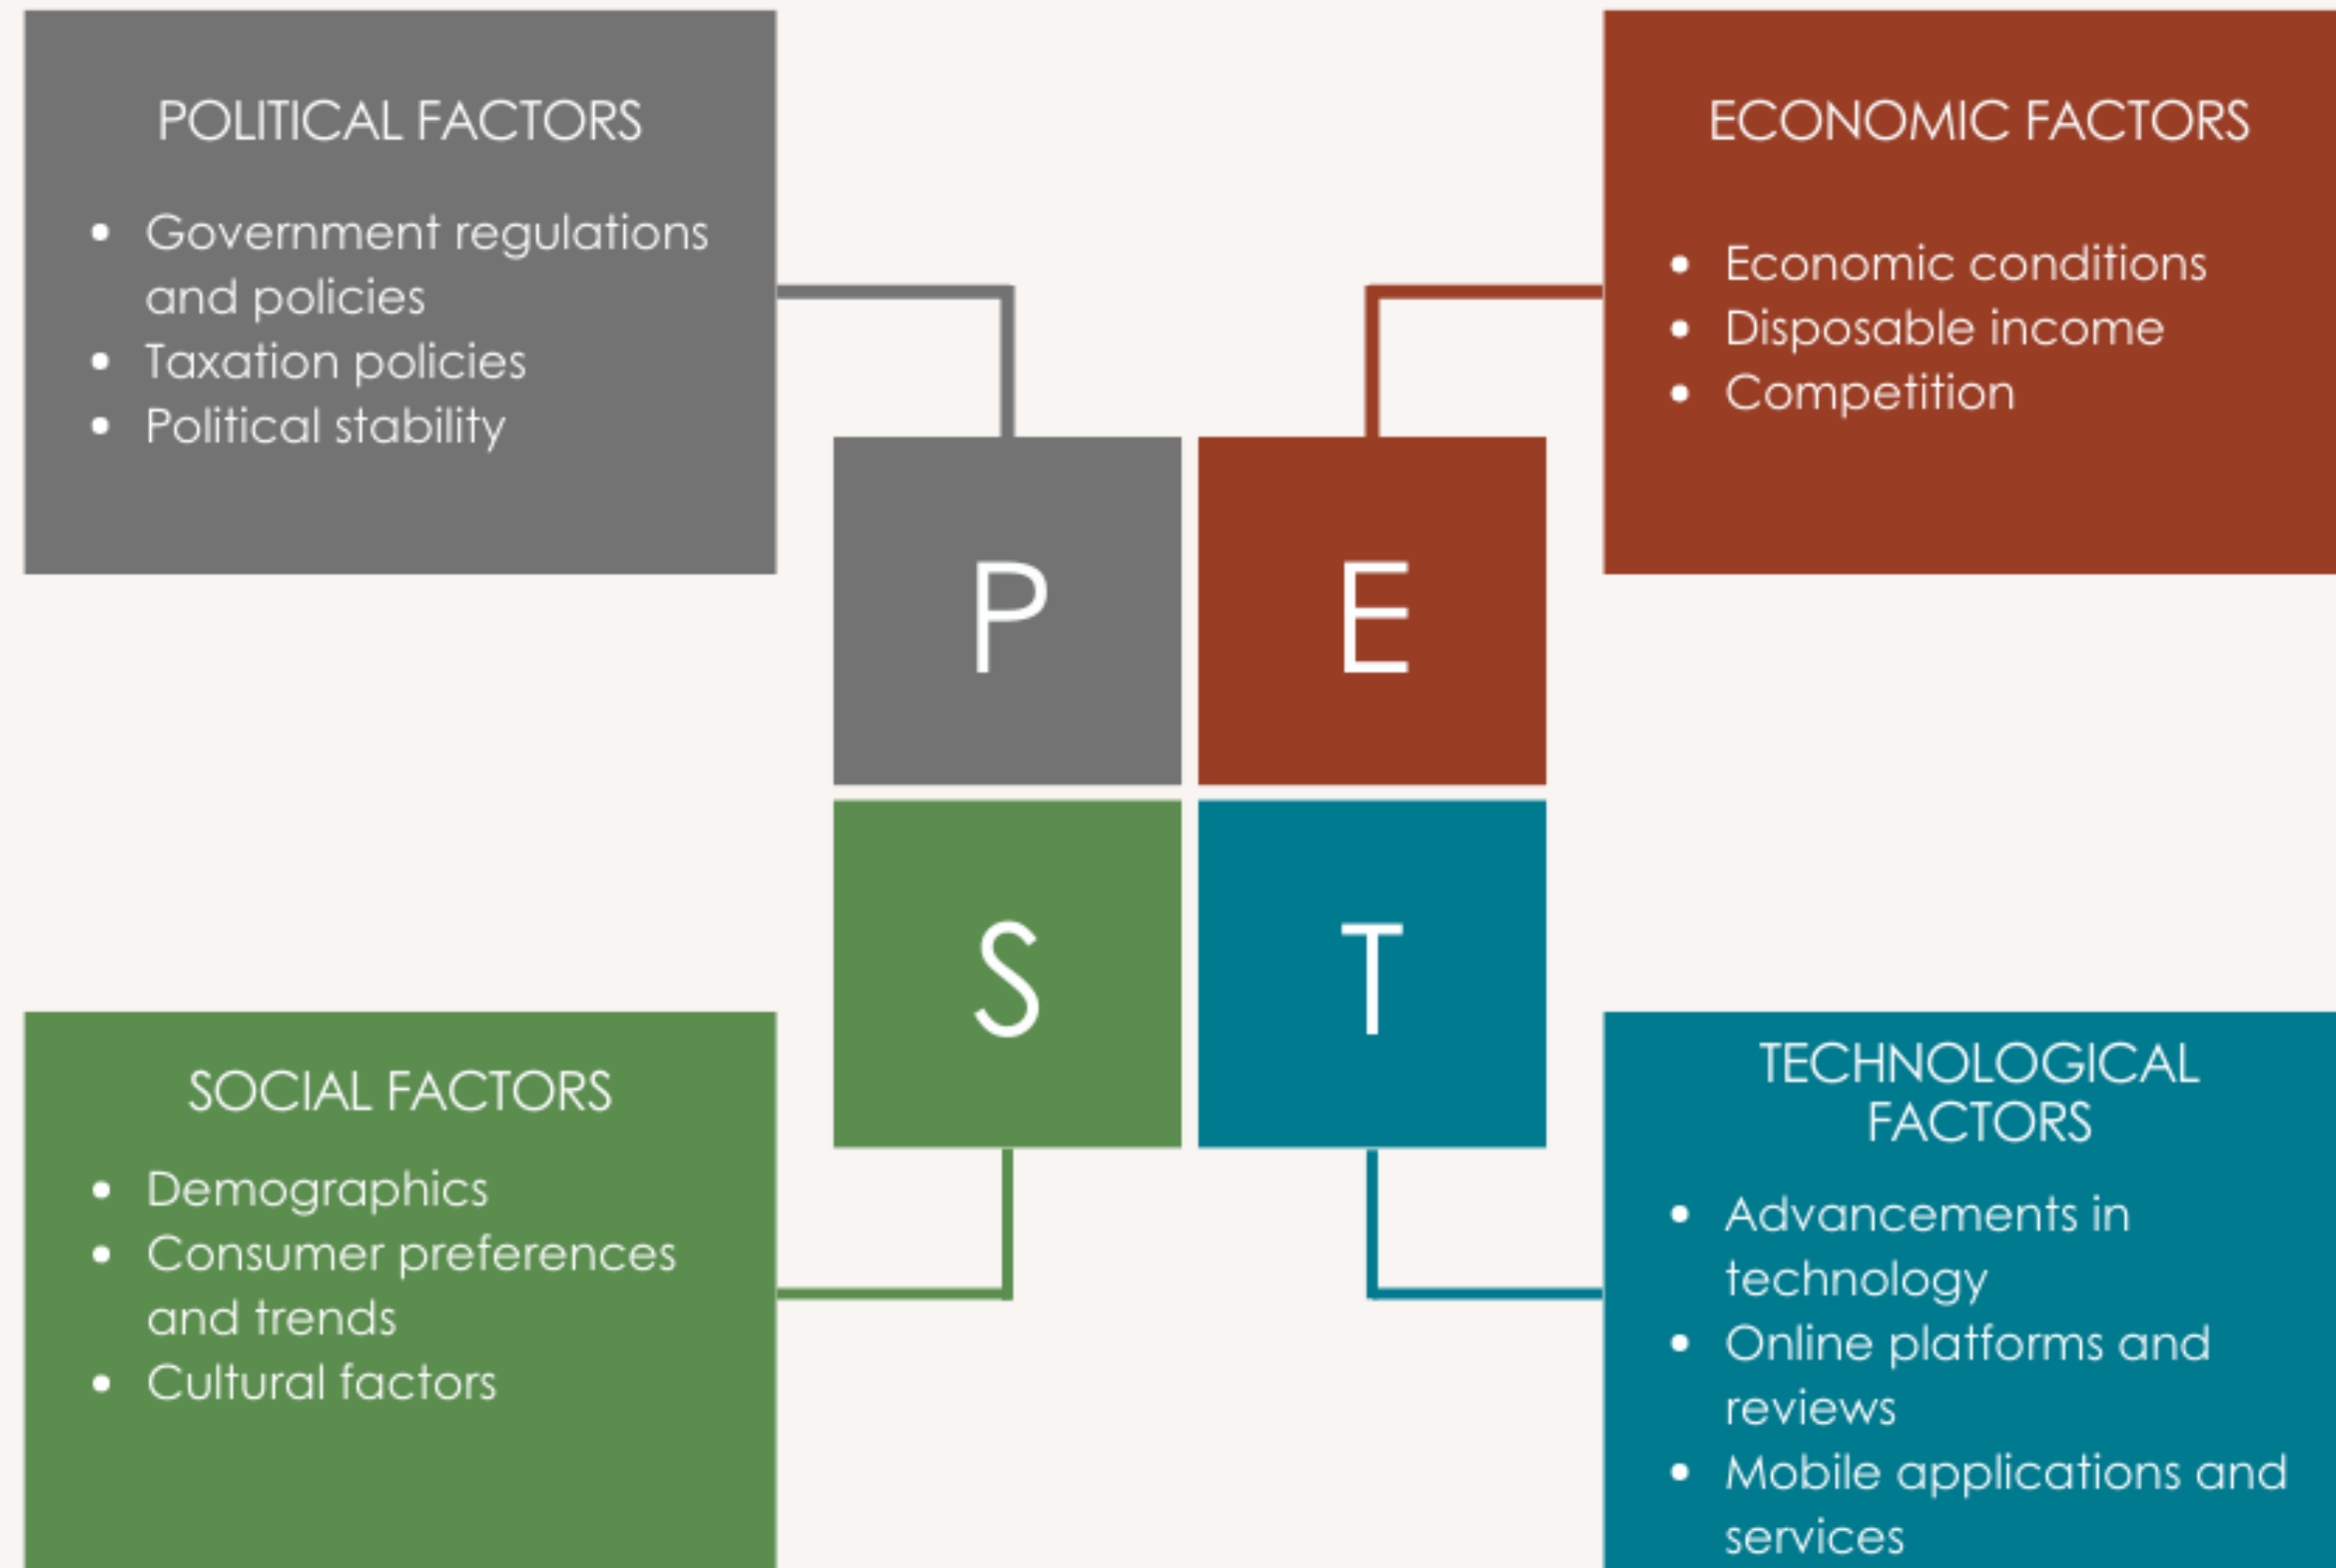 POLITICAL FACTORS
• Government regulations
and policies
• Taxation policies
• Political stability
ECONOMIC FACTORS
• Economic conditions
• Disposable income
• Competition
P
E
S
T
SOCIAL FACTORS
• Demographics
• Consumer preferences
and trends
• Cultural factors
TECHNOLOGICAL
FACTORS
• Advancements in
technology
• Online platforms and
reviews
• Mobile applications and
services